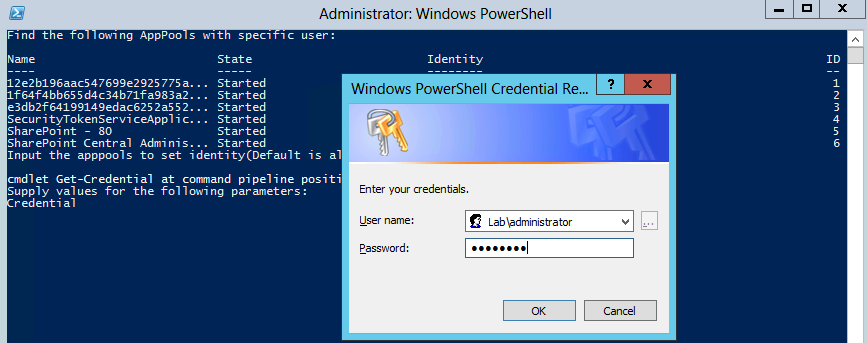 Administrator: Windows PowerShell
Find the following AppPools with specific user:
Name State Identity ID
---- ----- -------- --
12e2b196aac547699e2925775a... Started 1
1f64f4bb655d4c34b71fa983a2... Started 2
e3db2f64199149edac6252a552... Started 3
SecurityTokenServiceApplic... Started 4
SharePoint - 80 Started 5
SharePoint Central Adminis... Started 6
Input the apppools to set identity(Default is al
cmdlet Get-Credential at command pipeline positi
Supply values for the following parameters:
Credential
Windows PowerShell Credential Re... ? X
Enter your credentials.
User name: Lab\administrator ...
Password: ●●●●●●●●
OK Cancel